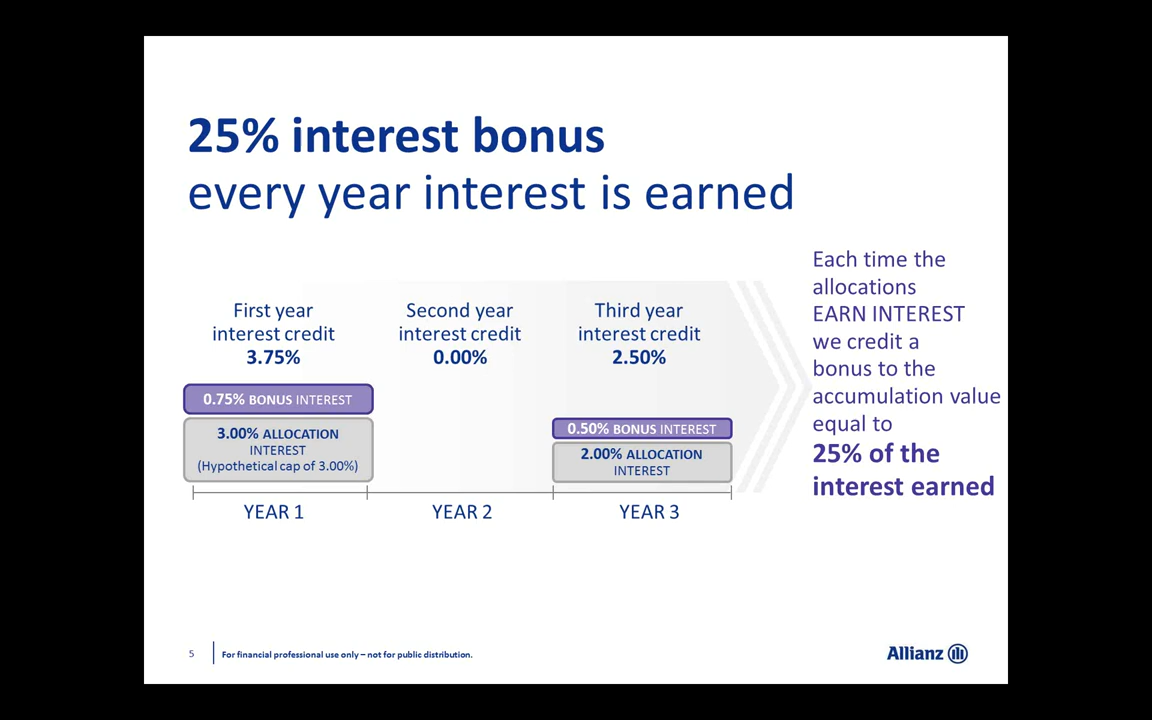 25% interest bonus
every year interest is earned
First year
interest credit
3.75%
Second year
interest credit
0.00%
Third year
interest credit
2.50%
0.75% BONUS INTEREST
3.00% ALLOCATION
INTEREST
(Hypothetical cap of 3.00%)
0.50% BONUS INTEREST
2.00% ALLOCATION
INTEREST
YEAR 1
YEAR 2
YEAR 3
Each time the
allocations
EARN INTEREST
we credit a
bonus to the
accumulation value
equal to
25% of the
interest earned
5
For financial professional use only – not for public distribution.
Allianz